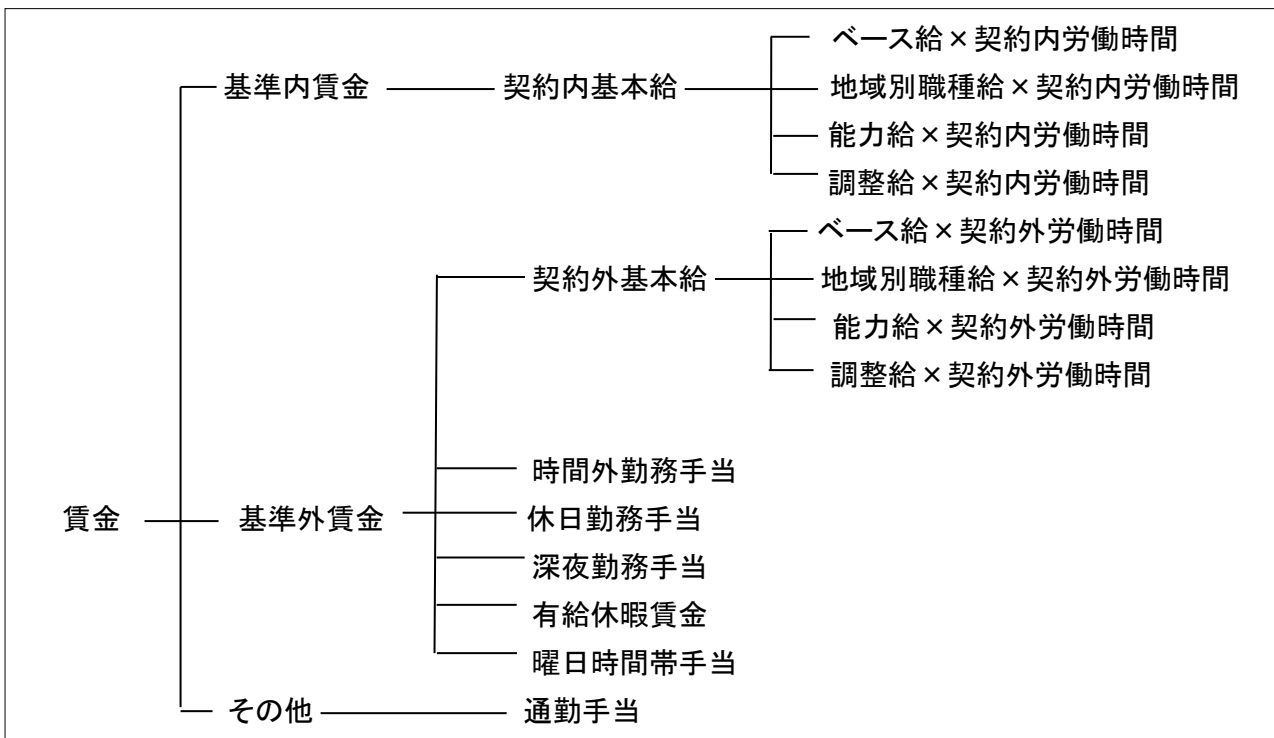 ベース給×契約内労働時間
基準内賃金 契約内基本給 地域別職種給×契約内労働時間
能力給×契約内労働時間
調整給×契約内労働時間
ベース給×契約外労働時間
契約外基本給 地域別職種給×契約外労働時間
能力給×契約外労働時間
調整給×契約外労働時間
時間外勤務手当
賃金 基準外賃金 休日勤務手当
深夜勤務手当
有給休暇賃金
曜日時間帯手当
その他 通勤手当